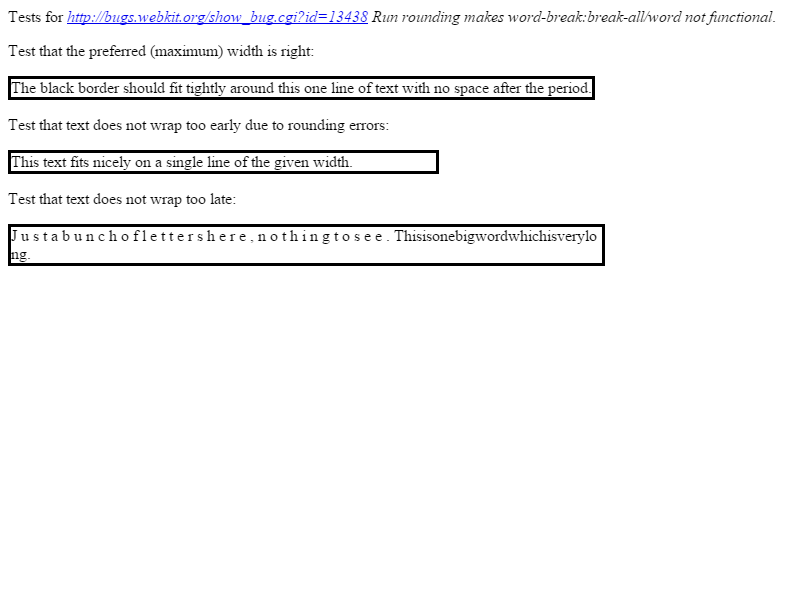 Tests for http://bugs.webkit.org/show_bug.cgi?id=13438 Run rounding makes word-break:break-all/word not functional.
Test that the preferred (maximum) width is right:
The black border should fit tightly around this one line of text with no space after the period.
Test that text does not wrap too early due to rounding errors:
This text fits nicely on a single line of the given width.
Test that text does not wrap too late:
J u s t a b u n c h o f l e t t e r s h e r e , n o t h i n g t o s e e . Thisisonebigwordwhichisverylo
ng.